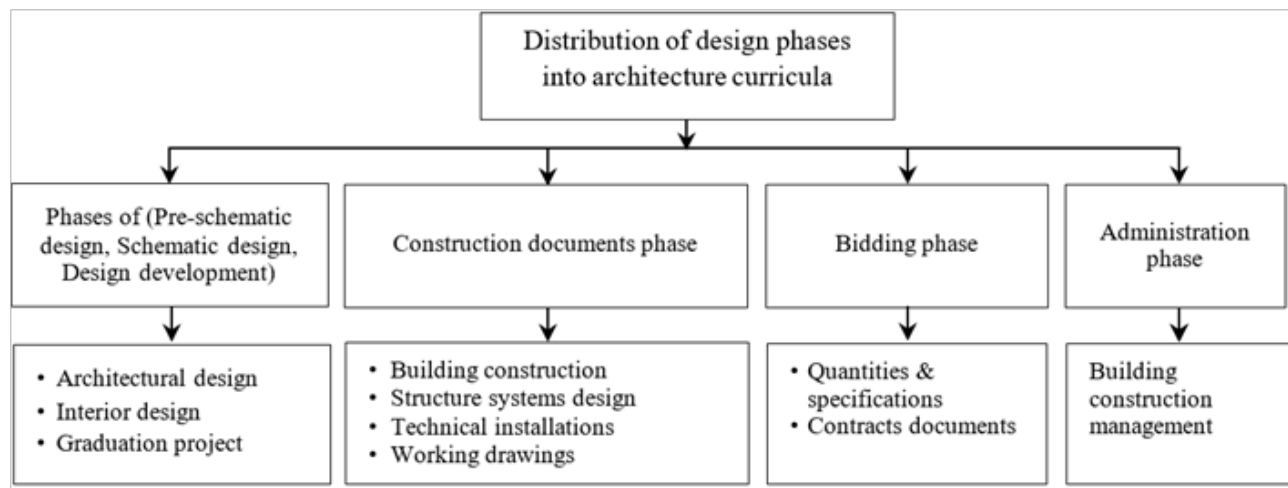 Distribution of design phases
into architecture curricula
Phases of (Pre-schematic
design, Schematic design,
Design development)
Construction documents phase
Bidding phase
Administration
phase
• Architectural design
• Interior design
• Graduation project
• Building construction
• Structure systems design
• Technical installations
• Working drawings
• Quantities &
specifications
• Contracts documents
Building
construction
management